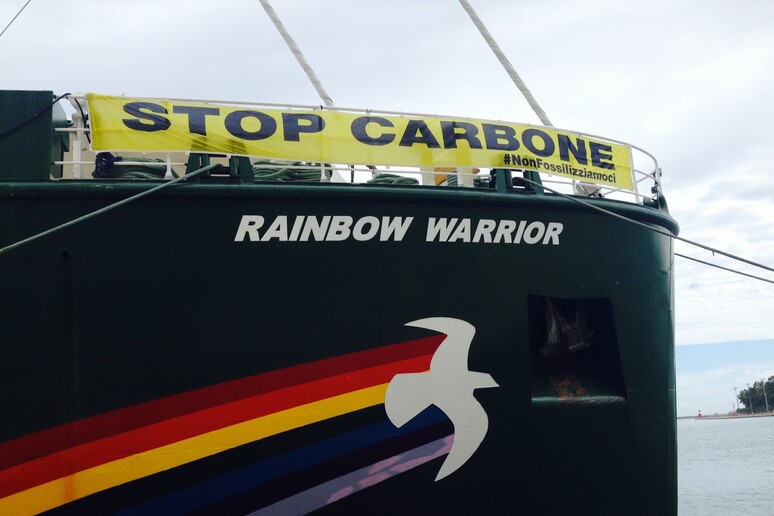 STOP CARBONE
#NonFossilizziamoci
RAINBOW WARRIOR